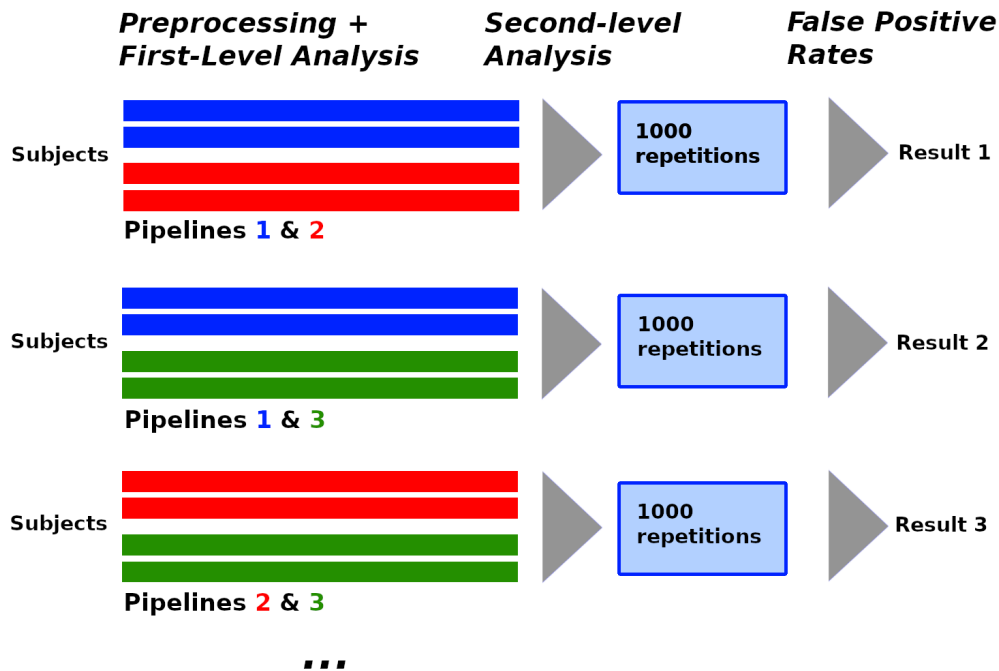 Preprocessing +
First-Level Analysis
Second-level
Analysis
False Positive
Rates
Subjects
1000
repetitions
Result 1
Pipelines 1 & 2
Subjects
1000
repetitions
Result 2
Pipelines 1 & 3
Subjects
1000
repetitions
Result 3
Pipelines 2 & 3
...